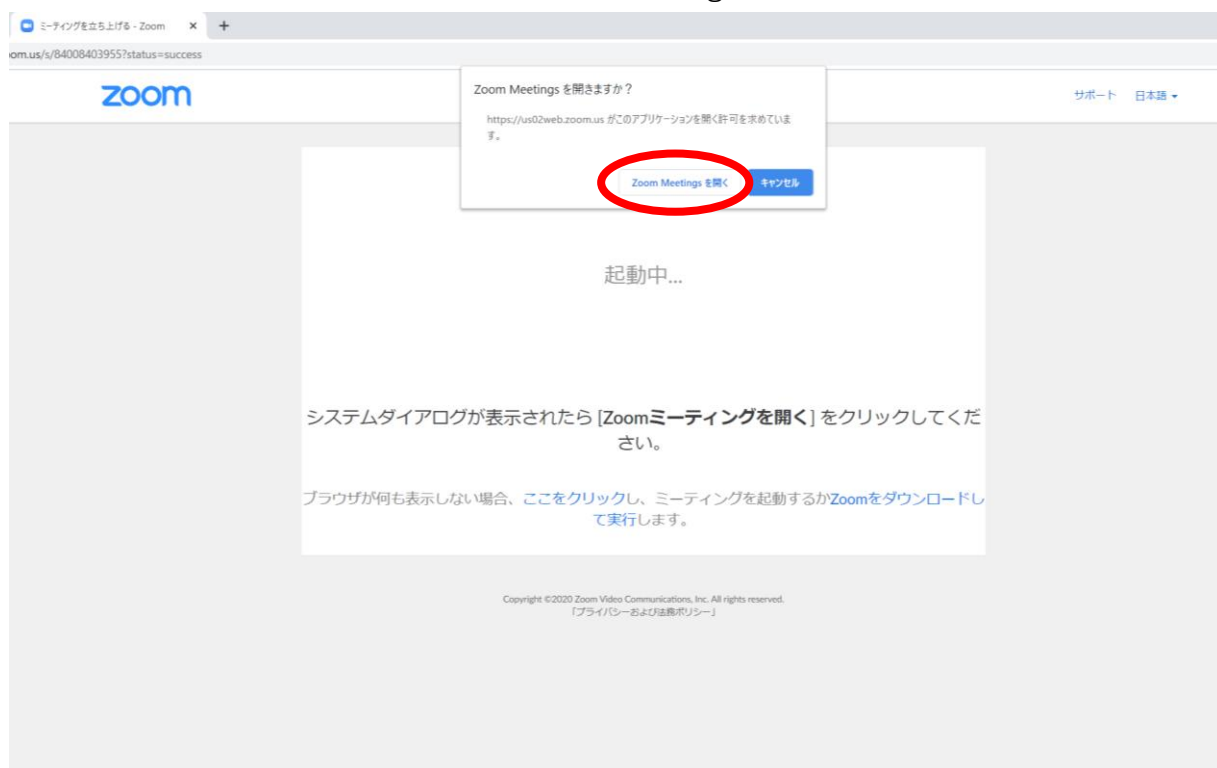 g
ミーティングを立ち上げる - Zoom × +
om.us/s/84008403955?status=success
zoom
Zoom Meetings を開きますか？
サポート 日本語
https://us02web.zoom.us がこのアプリケーションを開く許可を求めていま
す。
Zoom Meetings を開く キャンセル
起動中...
システムダイアログが表示されたら [Zoomミーティングを開く] をクリックしてくだ
さい。
ブラウザが何も表示しない場合、ここをクリックし、ミーティングを起動するかZoomをダウンロードし
て実行します。
Copyright ©2020 Zoom Video Communications, Inc. All rights reserved.
「プライバシーおよび法務ポリシー」